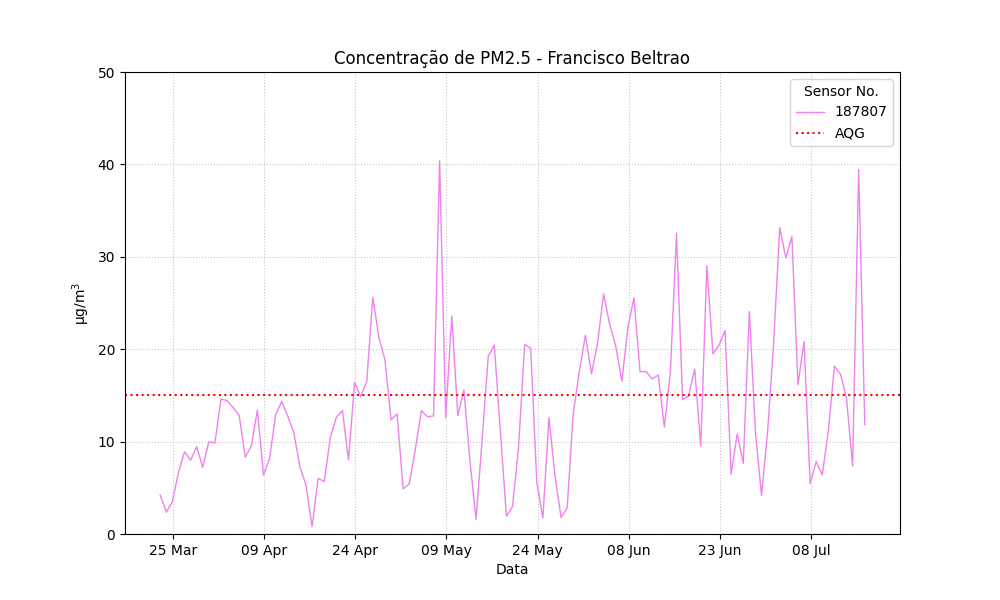 Concentração de PM2.5 - Francisco Beltrao
Sensor No.
187807
AQG
50
40
30
20
10
0
µg/m³
25 Mar
09 Apr
24 Apr
09 May
24 May
08 Jun
23 Jun
08 Jul
Data